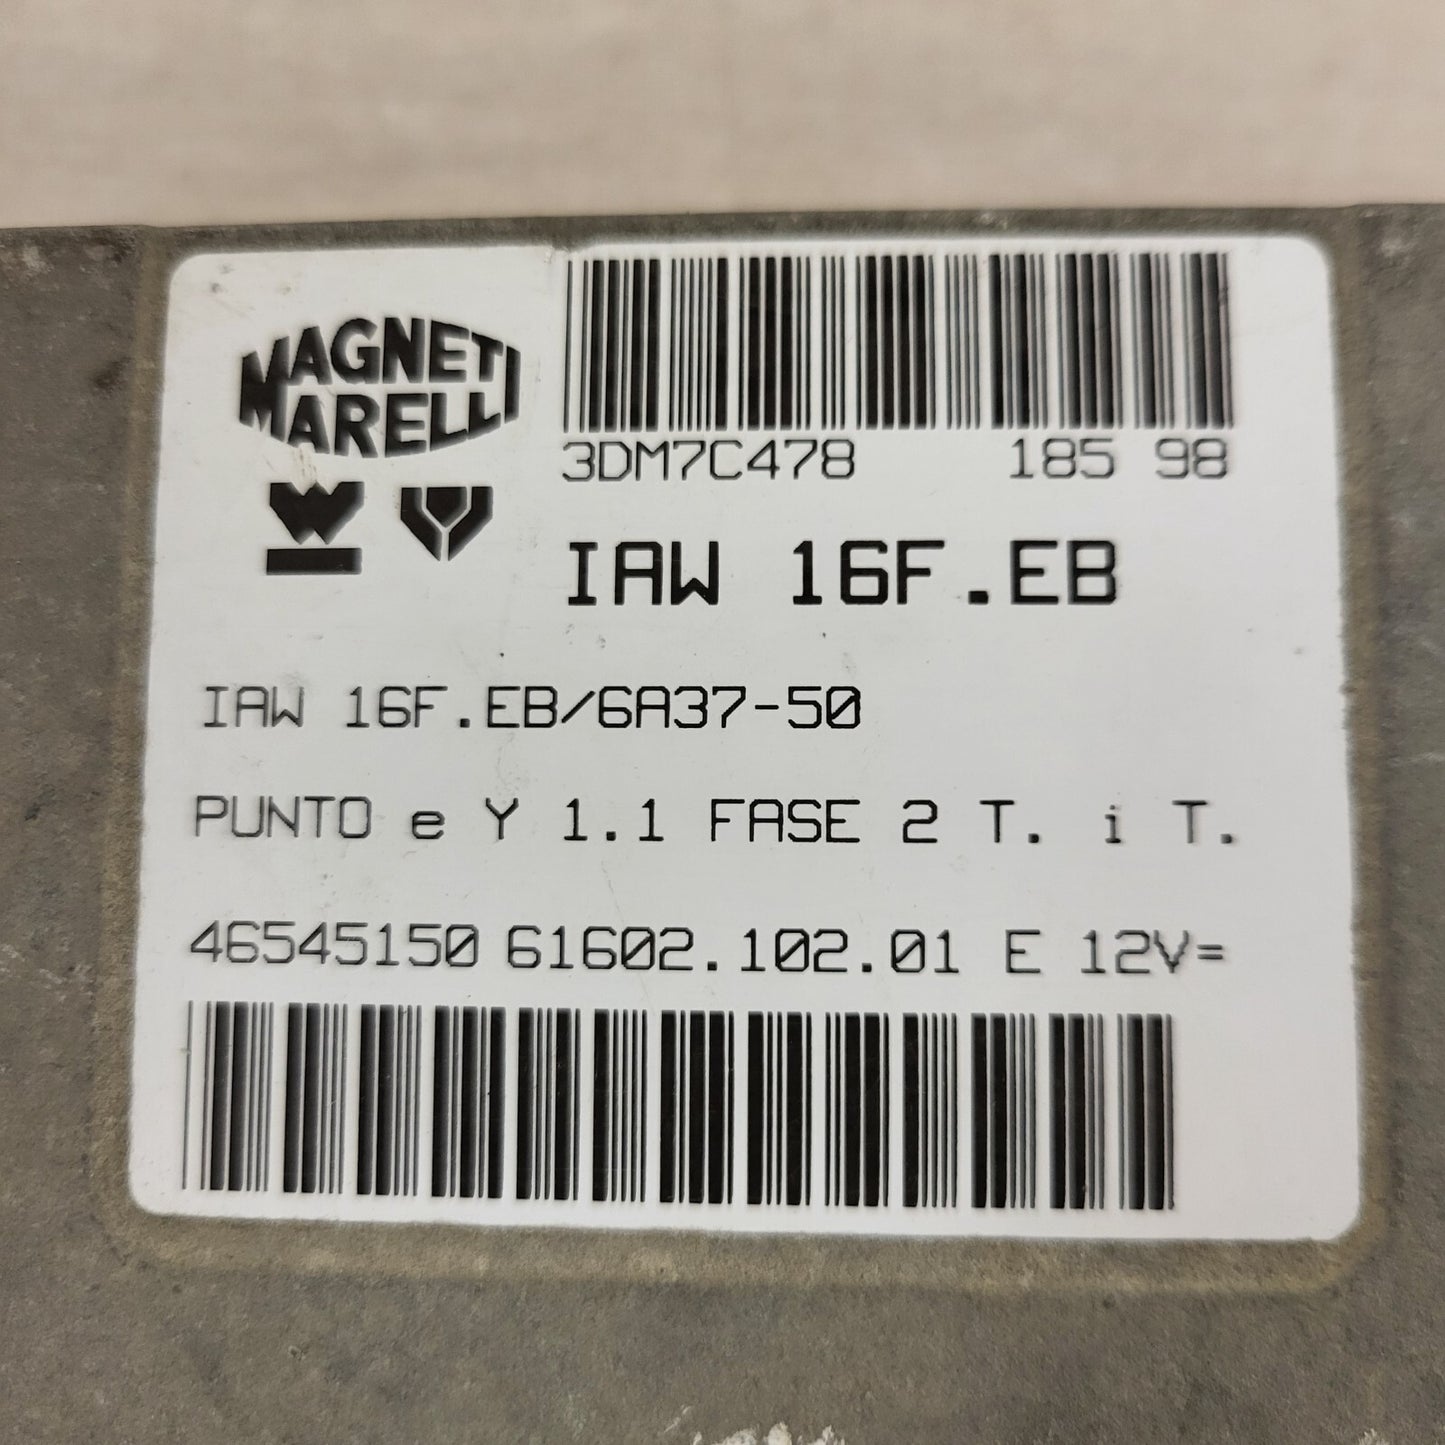 MAGNETI
MARELLI
3DM7C478 185 98
IAW 16F.EB
IAW 16F.EB/6A37-50
PUNTO e Y 1.1 FASE 2 T. i T.
46545150 61602.102.01 E 12V=